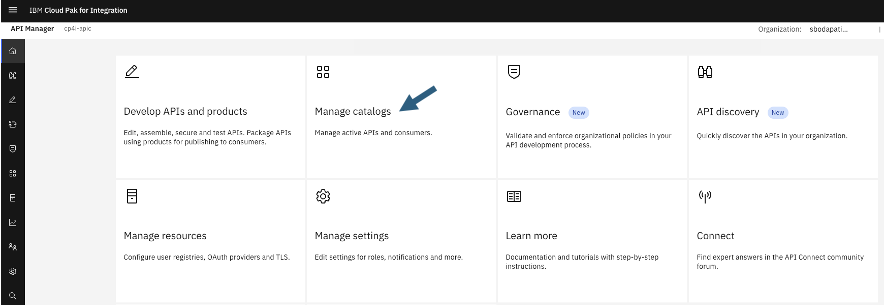 IBM Cloud Pak for Integration
API Manager cp4i-apic Organization: sbodapati...
Develop APIs and products
Edit, assemble, secure and test APIs. Package APIs
using products for publishing to consumers.
Manage catalogs
Manage active APIs and consumers.
Governance New
Validate and enforce organizational policies in your
API development process.
API discovery New
Quickly discover the APIs in your organization.
Manage resources
Configure user registries, OAuth providers and TLS.
Manage settings
Edit settings for roles, notifications and more.
Learn more
Documentation and tutorials with step-by-step
instructions.
Connect
Find expert answers in the API Connect community
forum.